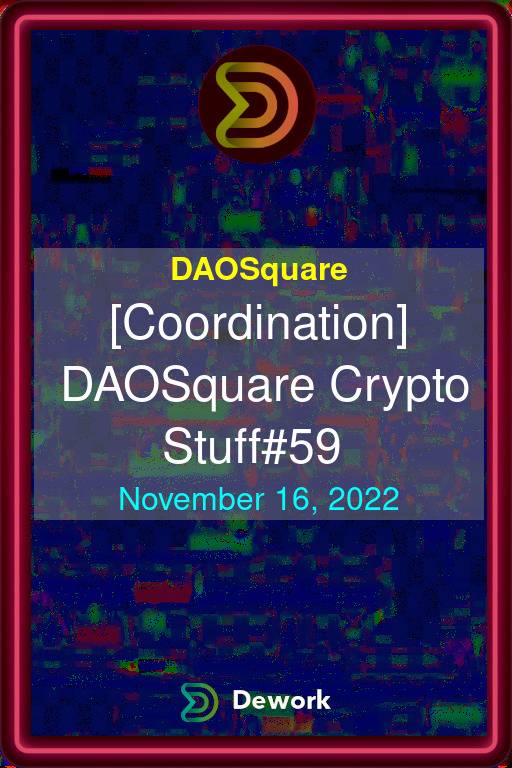 DAOSquare
[Coordination]
DAOSquare Crypto
Stuff#59
November 16, 2022
Dework